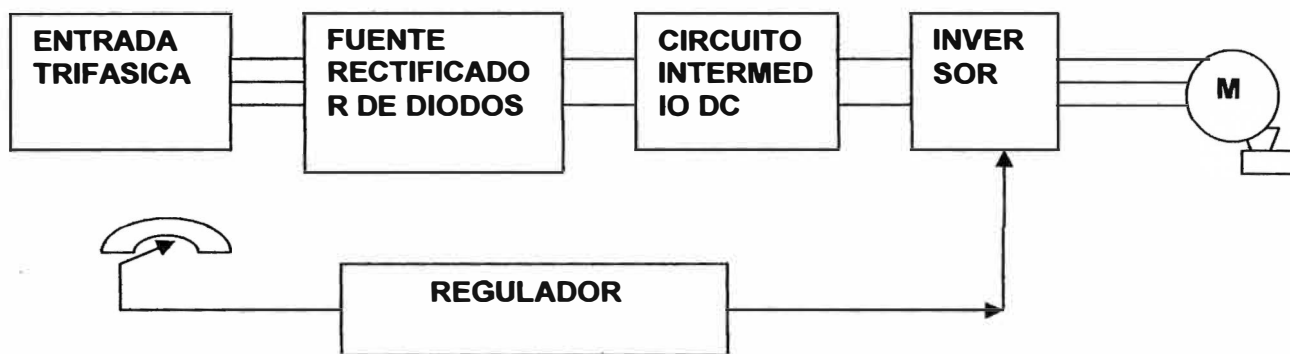 ENTRADA
TRIFASICA
FUENTE
RECTIFICADO
R DE DIODOS
CIRCUITO
INTERMED
IO DC
INVER
SOR
M
REGULADOR